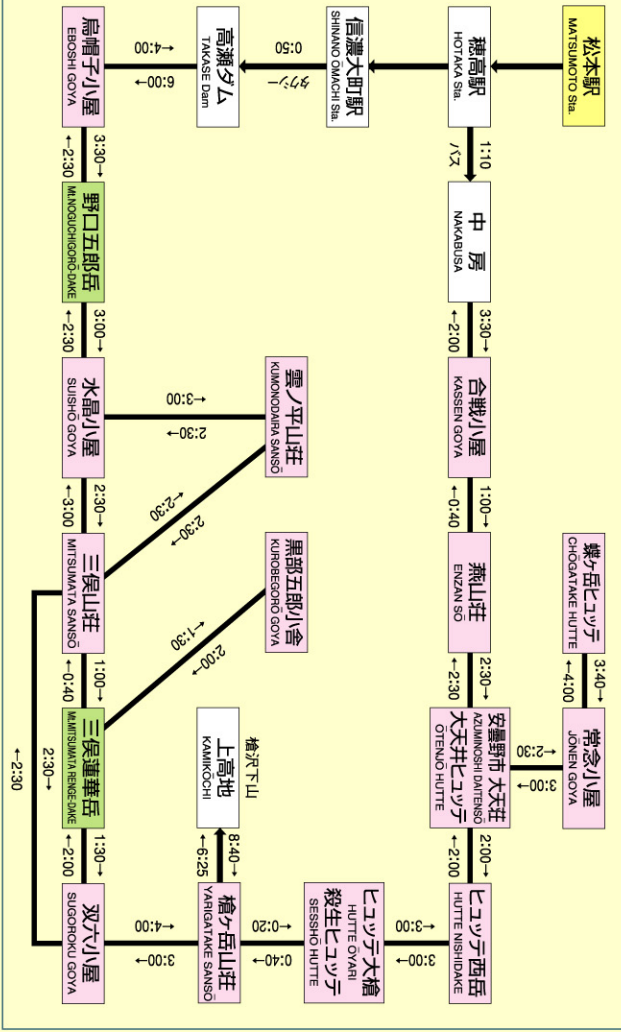 松本駅
MATSUMOTO Sta.
蝶ヶ岳ヒュッテ
CHŌGATAKE HUTTE
3:40→
←4:00
常念小屋
JŌNEN GOYA
←2:30
3:00→
穂高駅
HOTAKA Sta.
1:10
バス
中 房
NAKABUSA
3:30→
←2:00
合戦小屋
KASSEN GOYA
1:00→
←0:40
燕山荘
ENZAN SŌ
2:30→
←2:30
安曇野市 大天荘
AZUMINOSHI DAITENSŌ
大天井ヒュッテ
ŌTENJŌ HUTTE
2:00→
←2:00
ヒュッテ西岳
HUTTE NISHIDAKE
←3:00
3:00→
信濃大町駅
SHINANO ŌMACHI Sta.
0:50
タクシー
ヒュッテ大槍
HUTTE ŌYARI
殺生ヒュッテ
SESSHŌ HUTTE
←0:20
0:40→
雲ノ平山荘
KUMONODAIRA SANSŌ
黒部五郎小舎
KUROBEGORŌ GOYA
槍沢下山
上高地
KAMIKŌCHI
8:40→
←6:25
槍ヶ岳山荘
YARIGATAKE SANSŌ
高瀬ダム
TAKASE Dam
←4:00
6:00→
←3:00
2:30→
←2:30
2:30→
←1:30
2:00→
←4:00
3:00→
烏帽子小屋
EBOSHI GOYA
3:30→
←2:30
野口五郎岳
Mt.NOGUCHIGORŌ-DAKE
3:00→
←2:30
水晶小屋
SUISHŌ GOYA
2:30→
←3:00
三俣山荘
MITSUMATA SANSŌ
1:00→
←0:40
三俣蓮華岳
Mt.MITSUMATA RENGE-DAKE
1:30→
←2:00
双六小屋
SUGOROKU GOYA
2:30→
←2:30